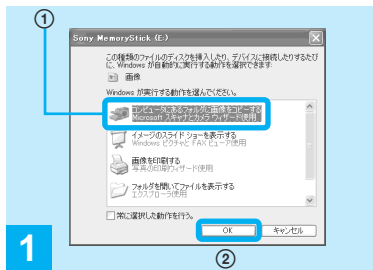 ①
Sony MemoryStick (E:)
この種類のファイルのディスクを挿入したり、デバイスに接続したりするたび
に、Windows が自動的に実行する動作を選択できます:
画像
Windows が実行する動作を選んでください。
コンピュータにあるフォルダに画像をコピーする
Microsoft スキャナとカメラ ウィザード使用
イメージのスライド ショーを表示する
Windows ピクチャと FAX ビューア使用
画像を印刷する
写真の印刷ウィザード使用
フォルダを開いてファイルを表示する
エクスプローラ使用
常に選択した動作を行う。
OK キャンセル
1
②